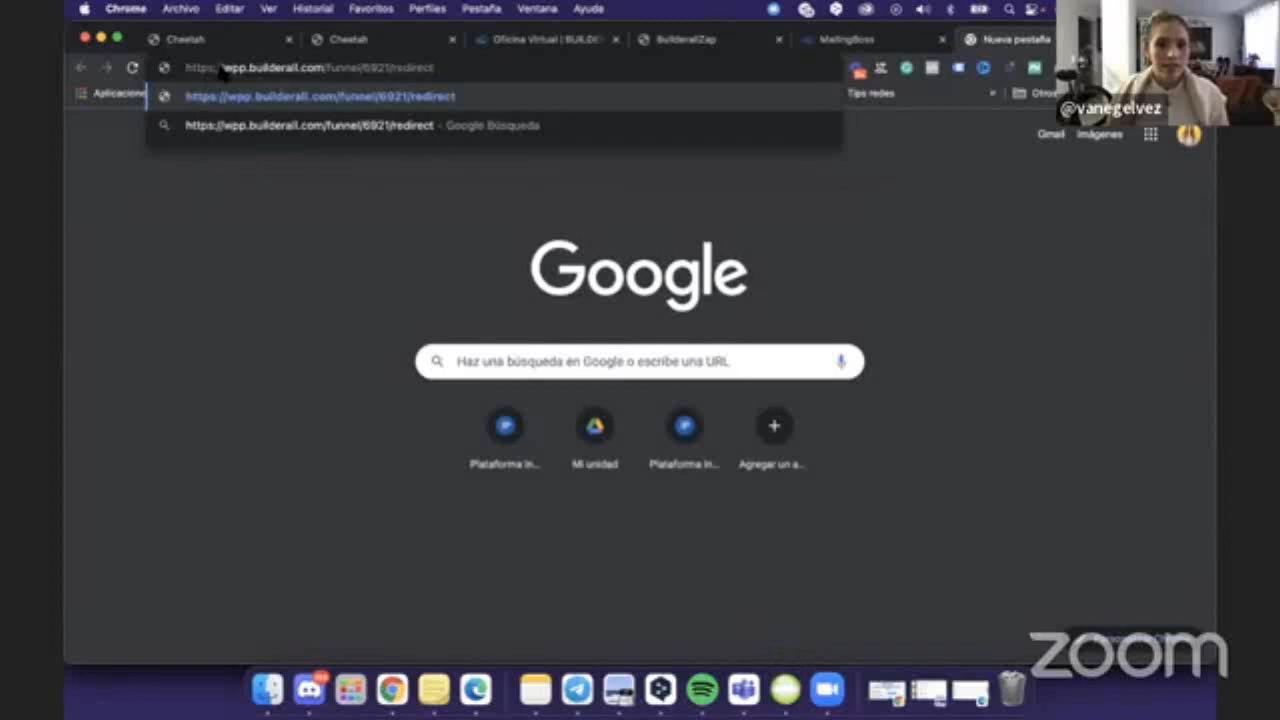 Chrome Archivo Editar Ver Historial Favoritos Perfiles Pestaña Ventana Ayuda
Cheetah Cheetah Oficina Virtual | BUILDE BuilderallZap MailingBoss Nueva pestaña
https://wpp.builderall.com/funnel/6921/redirect
Aplicacione https://wpp.builderall.com/funnel/6921/redirect Tips redes » Otros
https://wpp.builderall.com/funnel/6921/redirect - Google Búsqueda
@vanegelvez
Gmail Imágenes
Google
Haz una búsqueda en Google o escribe una URL
Plataforma In... Mi unidad Plataforma In... Agregar un a...
zoom